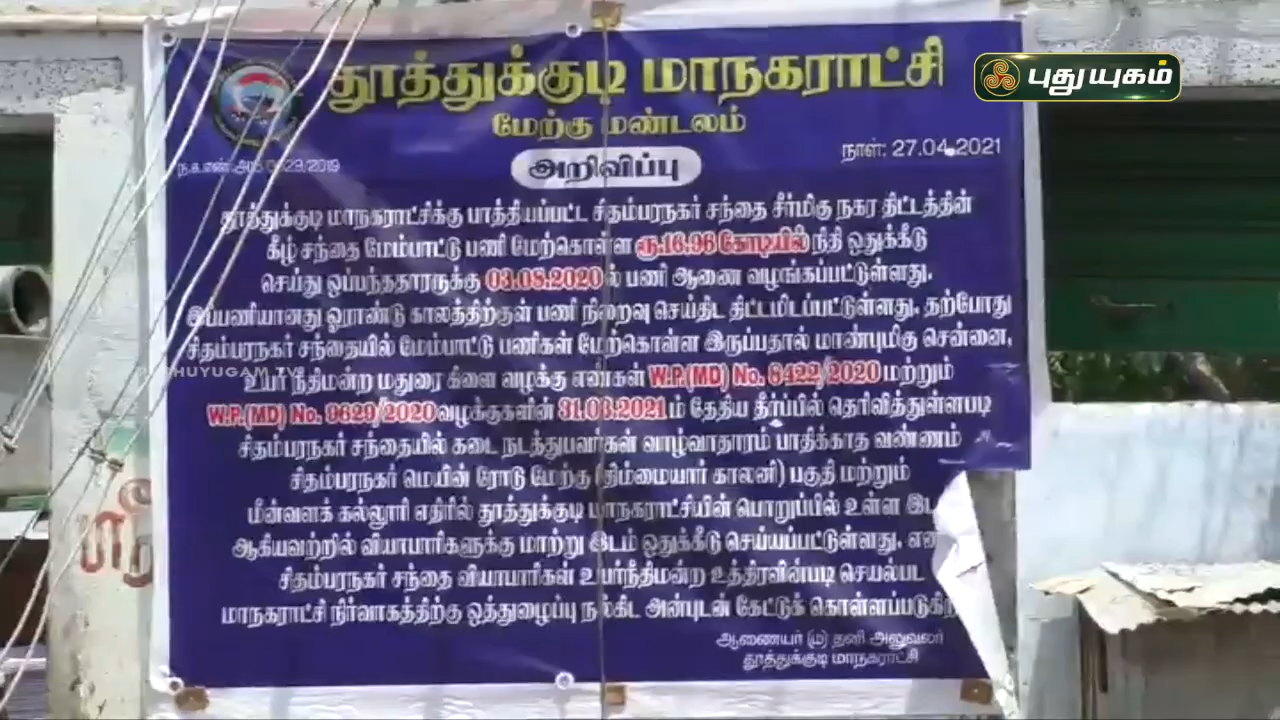 தூத்துக்குடி மாநகராட்சி
புதுயுகம்
மேற்கு மண்டலம்
நாள்: 27.04.2021
அறிவிப்பு
தூத்துக்குடி மாநகராட்சிக்கு பாத்தியப்பட்ட சிதம்பரநகர் சந்தை சீர்மிகு நகர திட்டத்தின்
கீழ் சந்தை மேம்பாட்டு பணி மேற்கொள்ள ரூ.16.96 கோடியில் நிதி ஒதுக்கீடு
செய்து ஒப்பந்ததாரருக்கு 03.08.2020 ல் பணி ஆணை வழங்கப்பட்டுள்ளது.
இப்பணியானது ஓராண்டு காலத்திற்குள் பணி நிறைவு செய்திட திட்டமிடப்பட்டுள்ளது. தற்போது
சிதம்பரநகர் சந்தையில் மேம்பாட்டு பணிகள் மேற்கொள்ள இருப்பதால் மாண்புமிகு சென்னை,
உயர் நீதிமன்ற மதுரை கிளை வழக்கு எண்கள் W.P.(MD) No. 8422/2020 மற்றும்
W.P.(MD) No. 9629/2020 வழக்குகளின் 31.03.2021 ம் தேதிய தீர்ப்பில் தெரிவித்துள்ளபடி
சிதம்பரநகர் சந்தையில் கடை நடத்துபவர்கள் வாழ்வாதாரம் பாதிக்காத வண்ணம்
சிதம்பரநகர் மெயின் ரோடு மேற்கு (திம்மையார் காலனி) பகுதி மற்றும்
மீன்வளக் கல்லூரி எதிரில் தூத்துக்குடி மாநகராட்சியின் பொறுப்பில் உள்ள
ஆகியவற்றில் வியாபாரிகளுக்கு மாற்று இடம் ஒதுக்கீடு செய்யப்பட்டுள்ளது.
சிதம்பரநகர் சந்தை வியாபாரிகள் உயர்நீதிமன்ற உத்திரவின்படி செயல்பட
மாநகராட்சி நிர்வாகத்திற்கு ஒத்துழைப்பு நல்கிட அன்புடன் கேட்டுக் கொள்ளப்படுகி
ஆணையர் (ம) தனி அலுவலர்
தூத்துக்குடி மாநகராட்சி